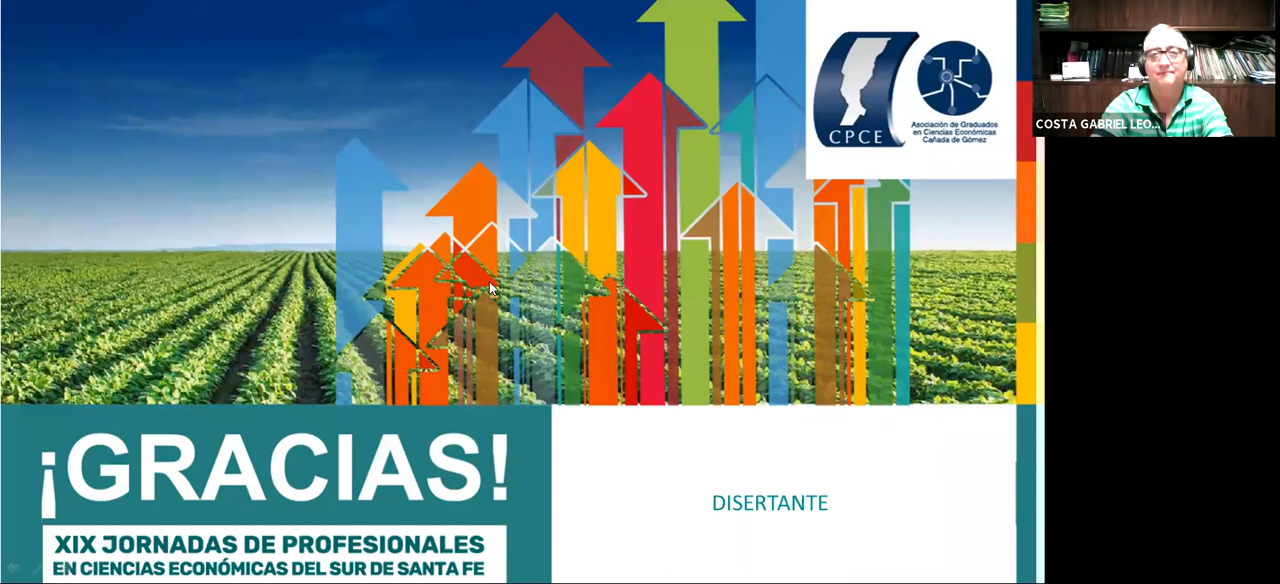 CPCE
Asociación de Graduados
en Ciencias Económicas
Cañada de Gómez
COSTA GABRIEL LEO...
¡GRACIAS!
XIX JORNADAS DE PROFESIONALES
EN CIENCIAS ECONÓMICAS DEL SUR DE SANTA FE
DISERTANTE